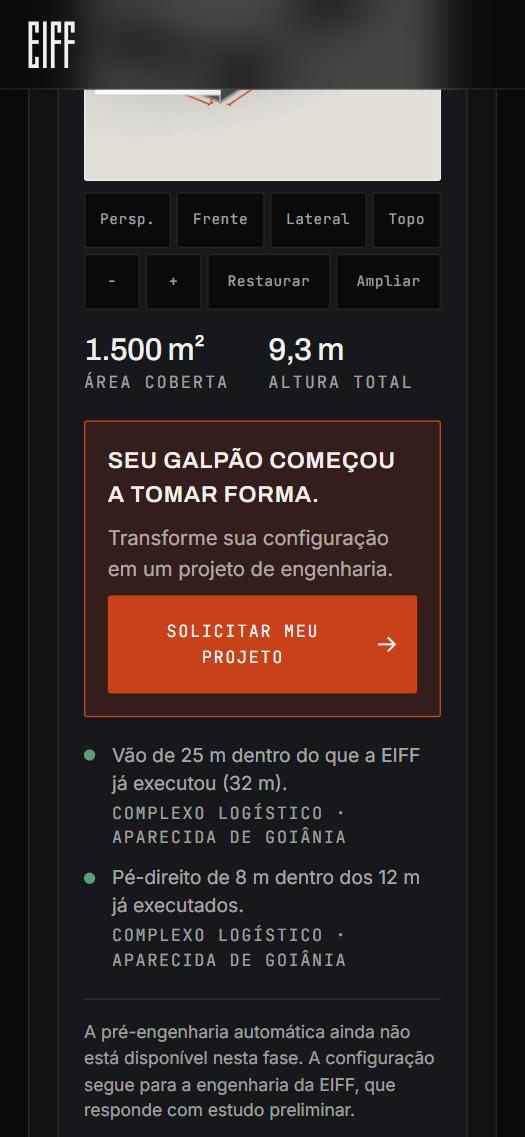 EIFF
Persp. Frente Lateral Topo
- + Restaurar Ampliar
1.500 m² 9,3 m
ÁREA COBERTA ALTURA TOTAL
SEU GALPÃO COMEÇOU
A TOMAR FORMA.
Transforme sua configuração
em um projeto de engenharia.
SOLICITAR MEU
PROJETO →
Vão de 25 m dentro do que a EIFF
já executou (32 m).
COMPLEXO LOGÍSTICO ·
APARECIDA DE GOIÂNIA
Pé-direito de 8 m dentro dos 12 m
já executados.
COMPLEXO LOGÍSTICO ·
APARECIDA DE GOIÂNIA
A pré-engenharia automática ainda não
está disponível nesta fase. A configuração
segue para a engenharia da EIFF, que
responde com estudo preliminar.